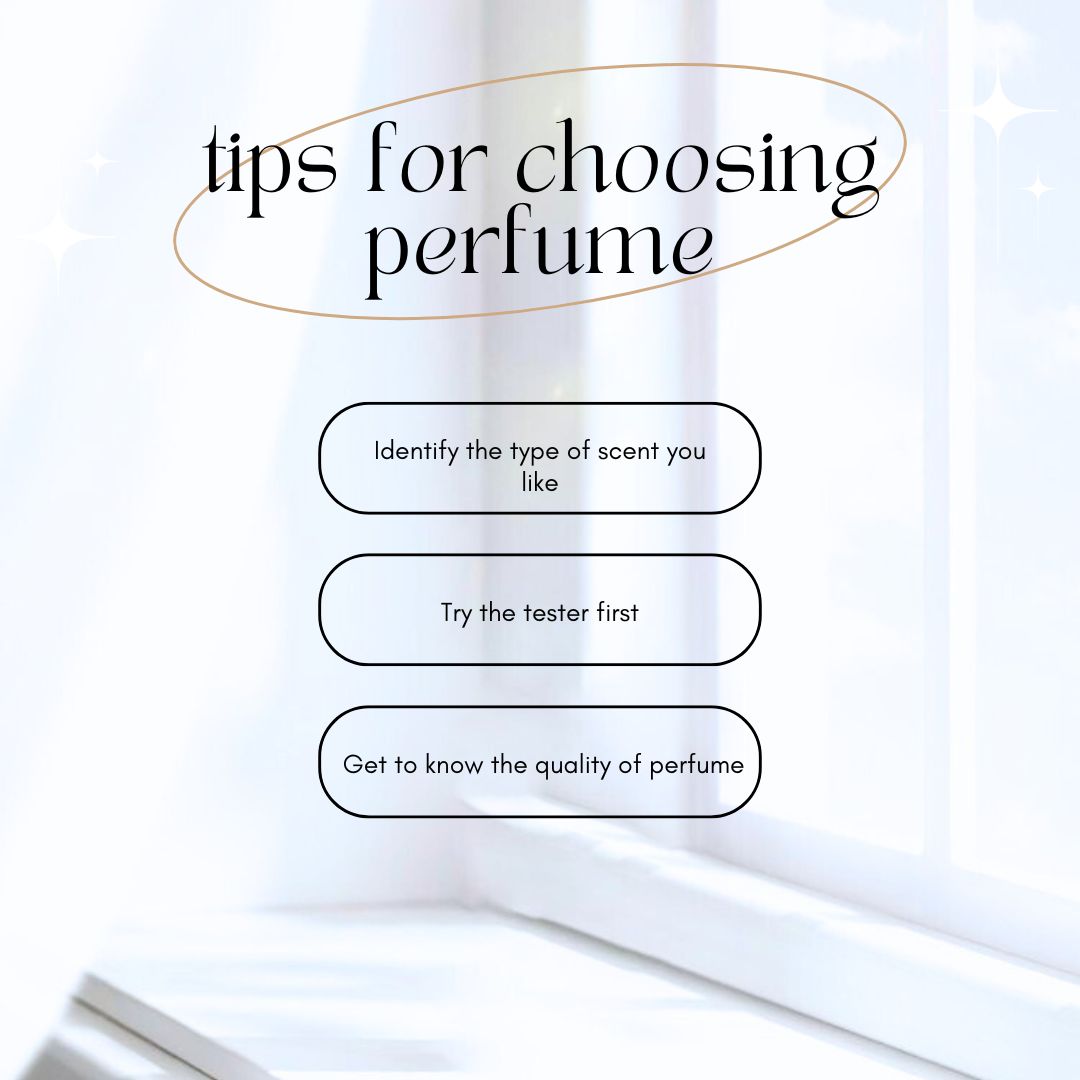 tips for choosing
perfume
Identify the type of scent you
like
Try the tester first
Get to know the quality of perfume